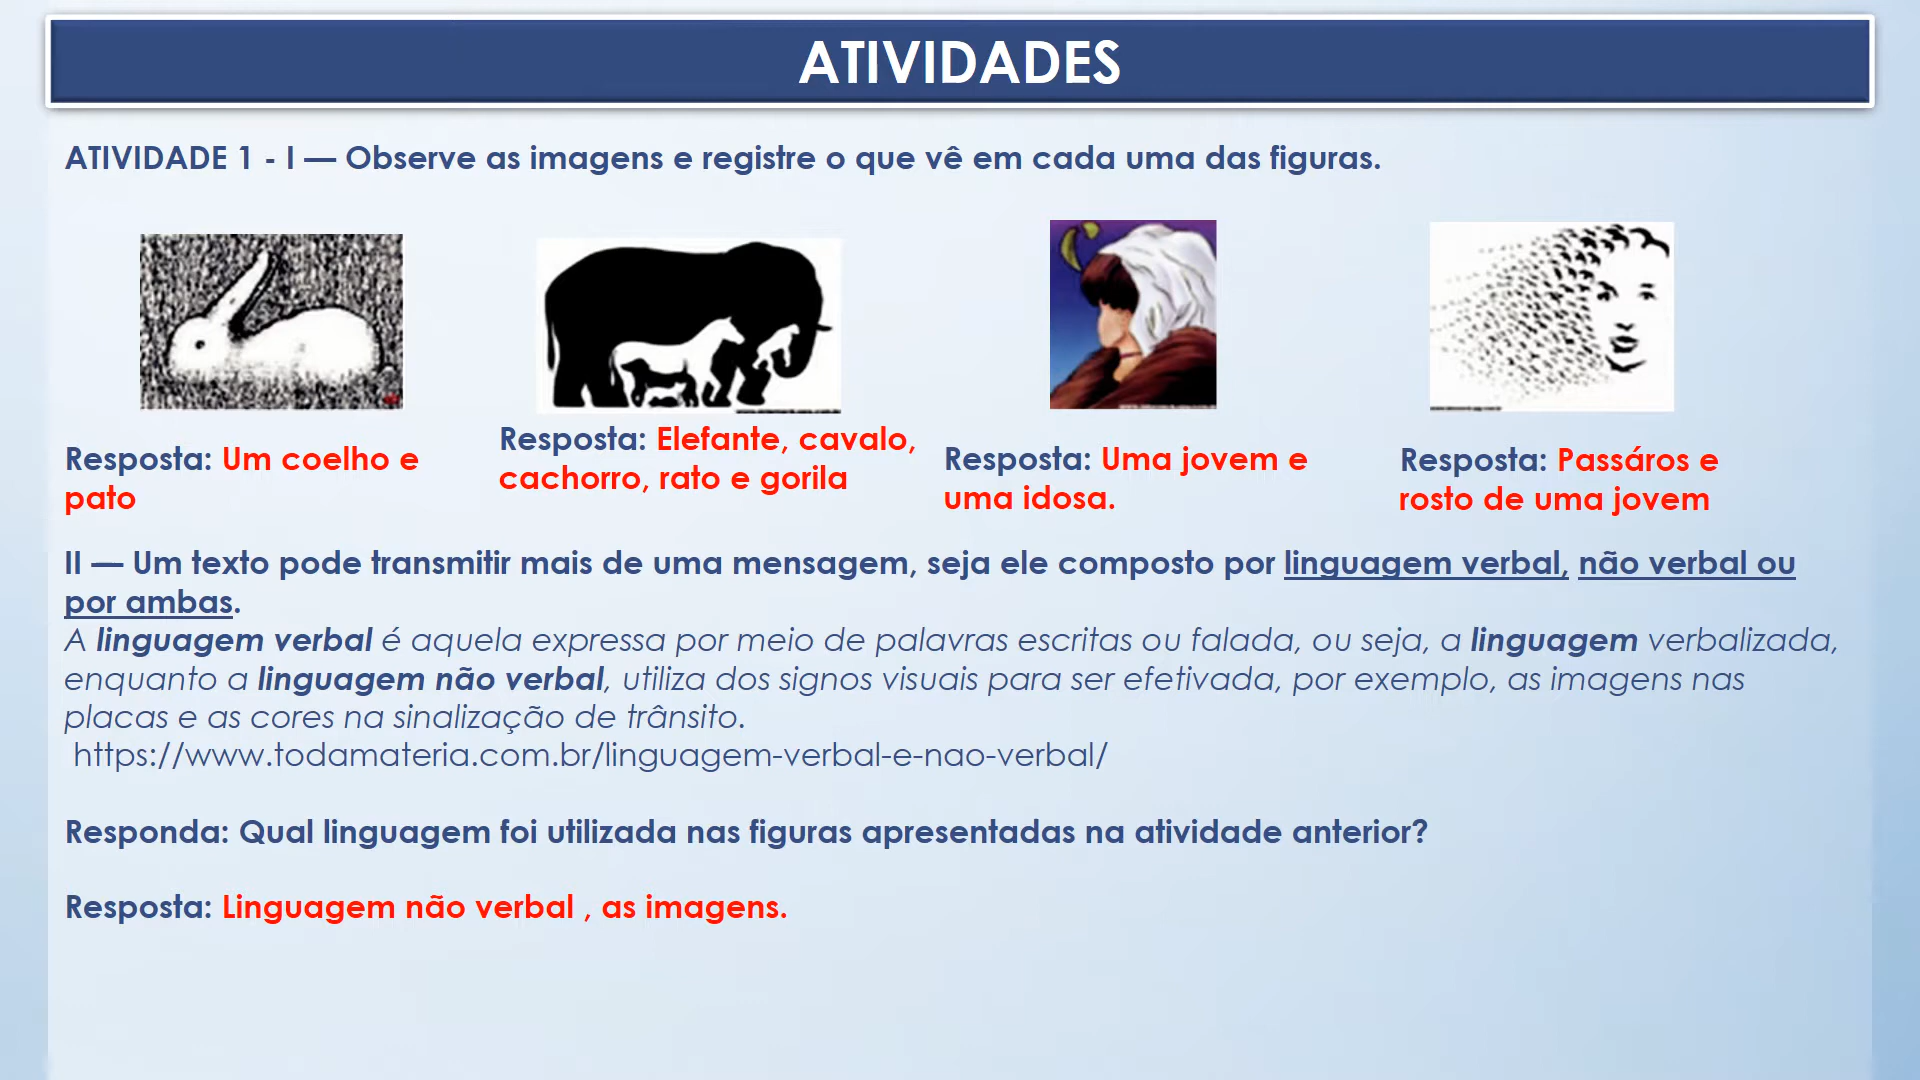 ATIVIDADES
ATIVIDADE 1 - I — Observe as imagens e registre o que vê em cada uma das figuras.
Resposta: Um coelho e
pato
Resposta: Elefante, cavalo,
cachorro, rato e gorila
Resposta: Uma jovem e
uma idosa.
Resposta: Passáros e
rosto de uma jovem
II — Um texto pode transmitir mais de uma mensagem, seja ele composto por linguagem verbal, não verbal ou
por ambas.
A linguagem verbal é aquela expressa por meio de palavras escritas ou falada, ou seja, a linguagem verbalizada,
enquanto a linguagem não verbal, utiliza dos signos visuais para ser efetivada, por exemplo, as imagens nas
placas e as cores na sinalização de trânsito.
https://www.todamateria.com.br/linguagem-verbal-e-nao-verbal/
Responda: Qual linguagem foi utilizada nas figuras apresentadas na atividade anterior?
Resposta: Linguagem não verbal , as imagens.